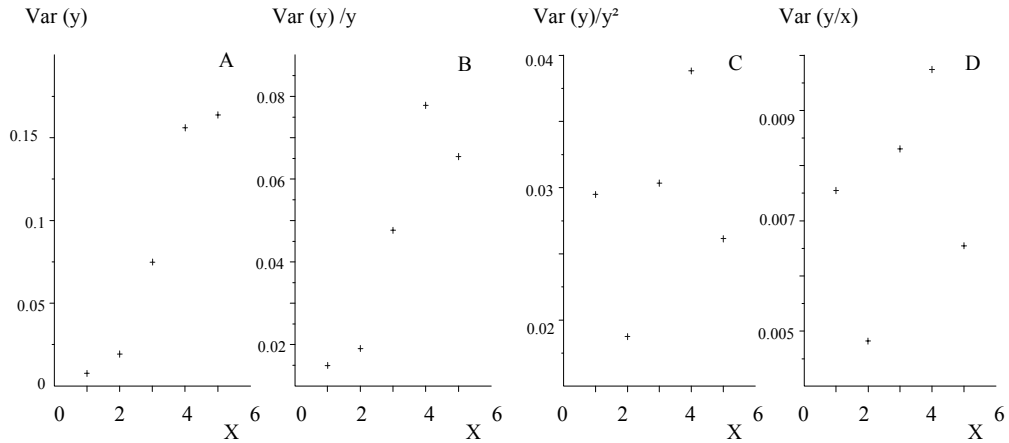 Var (y)
Var (y) /y
Var (y)/y²
Var (y/x)
A
B
C
D
0.15
0.1
0.05
0
0.08
0.06
0.04
0.02
0.04
0.03
0.02
0.009
0.007
0.005
0 2 4 6
X
0 2 4 6
X
0 2 4 6
X
0 2 4 6
X